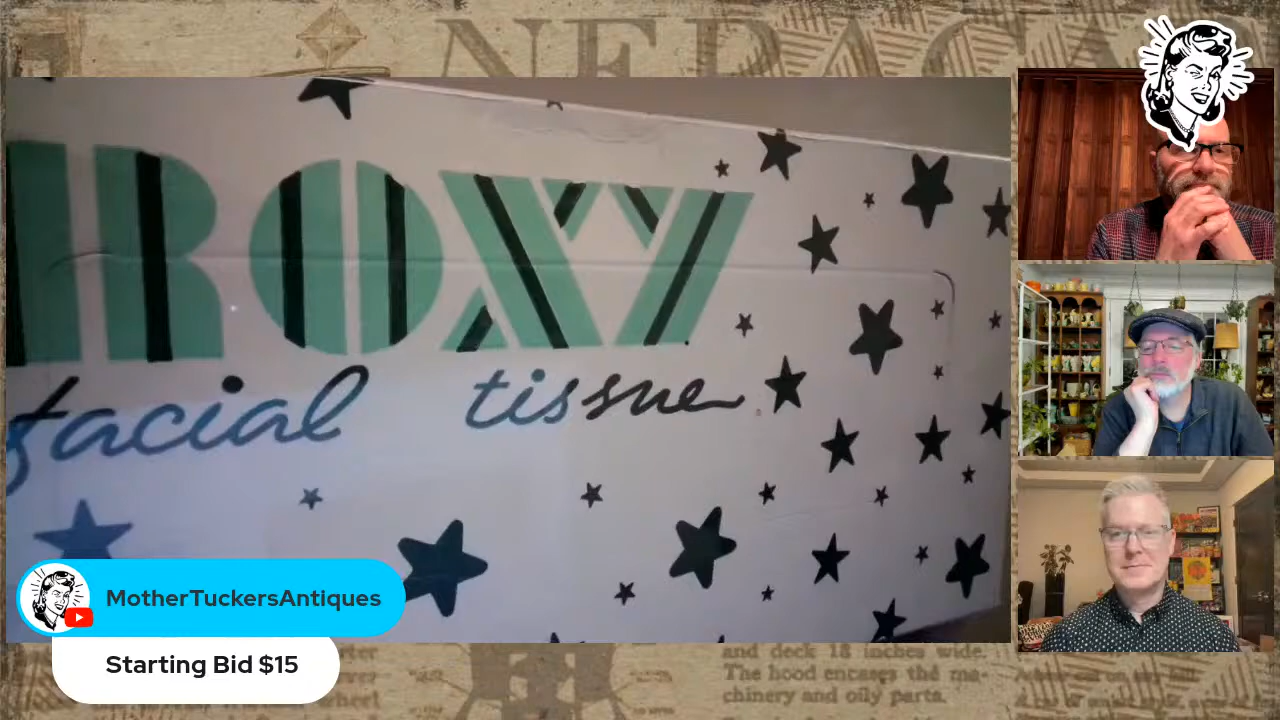 NEPACA
ROXY
facial tissue
MotherTuckersAntiques
Starting Bid $15
and deck 18 inches wide.
The hood encases the ma-
chinery and oily parts.